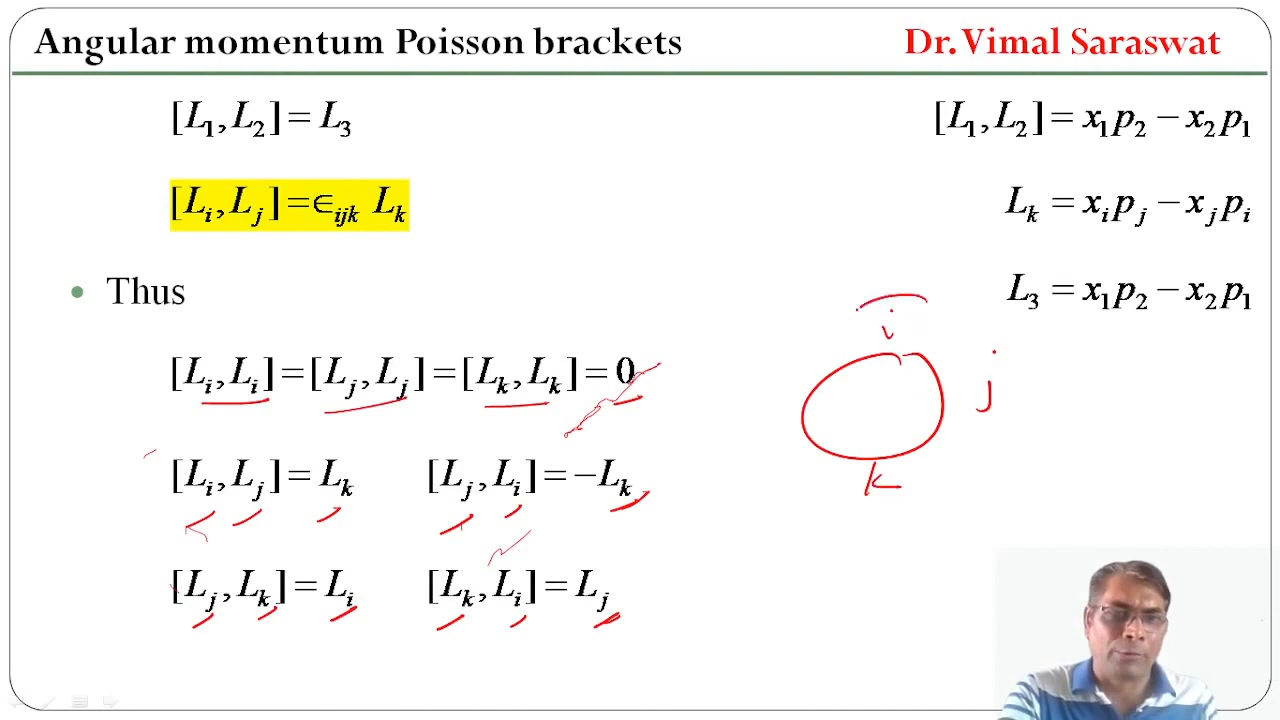 Angular momentum Poisson brackets Dr. Vimal Saraswat
[L₁, L₂] = L₃ [L₁, L₂] = x₁p₂ − x₂p₁
[Lᵢ, Lⱼ] = ∈ᵢⱼₖ Lₖ Lₖ = xᵢpⱼ − xⱼpᵢ
• Thus L₃ = x₁p₂ − x₂p₁
i
[Lᵢ, Lᵢ] = [Lⱼ, Lⱼ] = [Lₖ, Lₖ] = 0 j
[Lᵢ, Lⱼ] = Lₖ [Lⱼ, Lᵢ] = −Lₖ k
[Lⱼ, Lₖ] = Lᵢ [Lₖ, Lᵢ] = Lⱼ